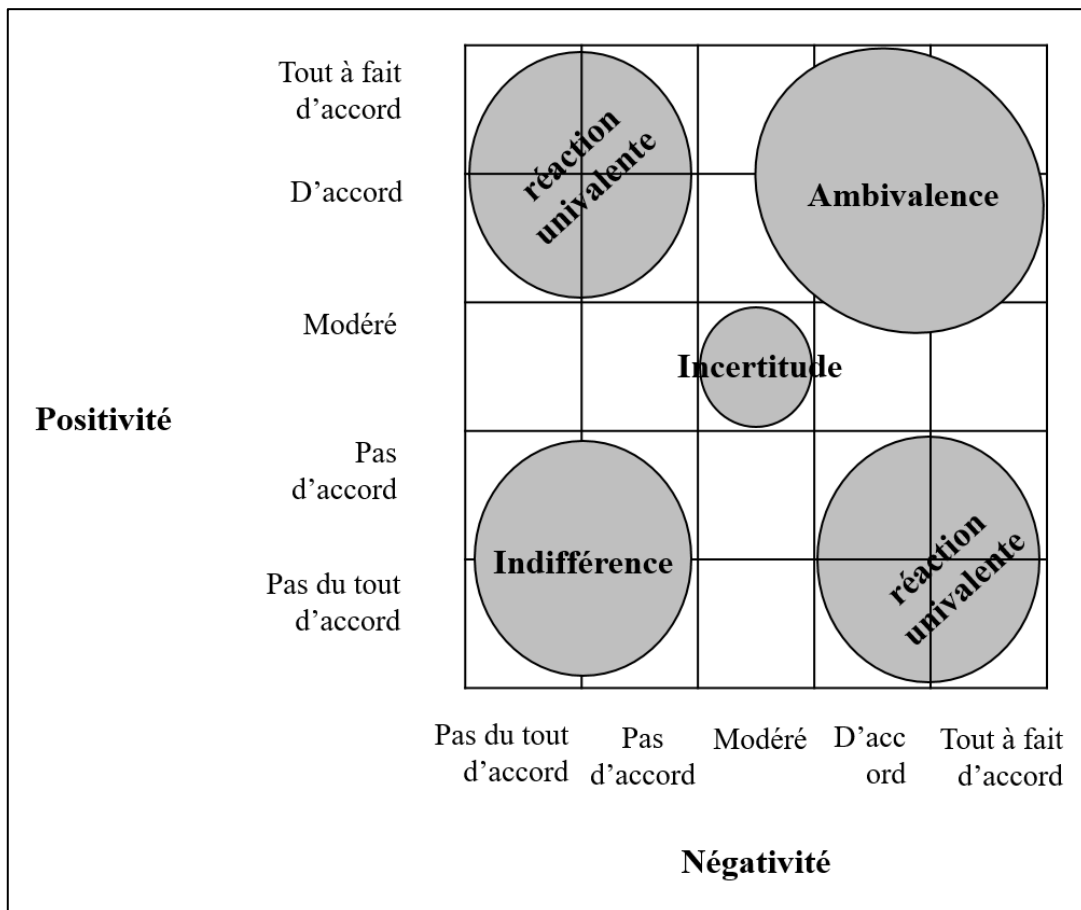 Tout à fait
d’accord
réaction
univalente
D’accord
Ambivalence
Modéré
Incertitude
Positivité
Pas
d’accord
Indifférence
réaction
univalente
Pas du tout
d’accord
Pas du tout
d’accord
Pas
d’accord
Modéré
D’acc
ord
Tout à fait
d’accord
Négativité